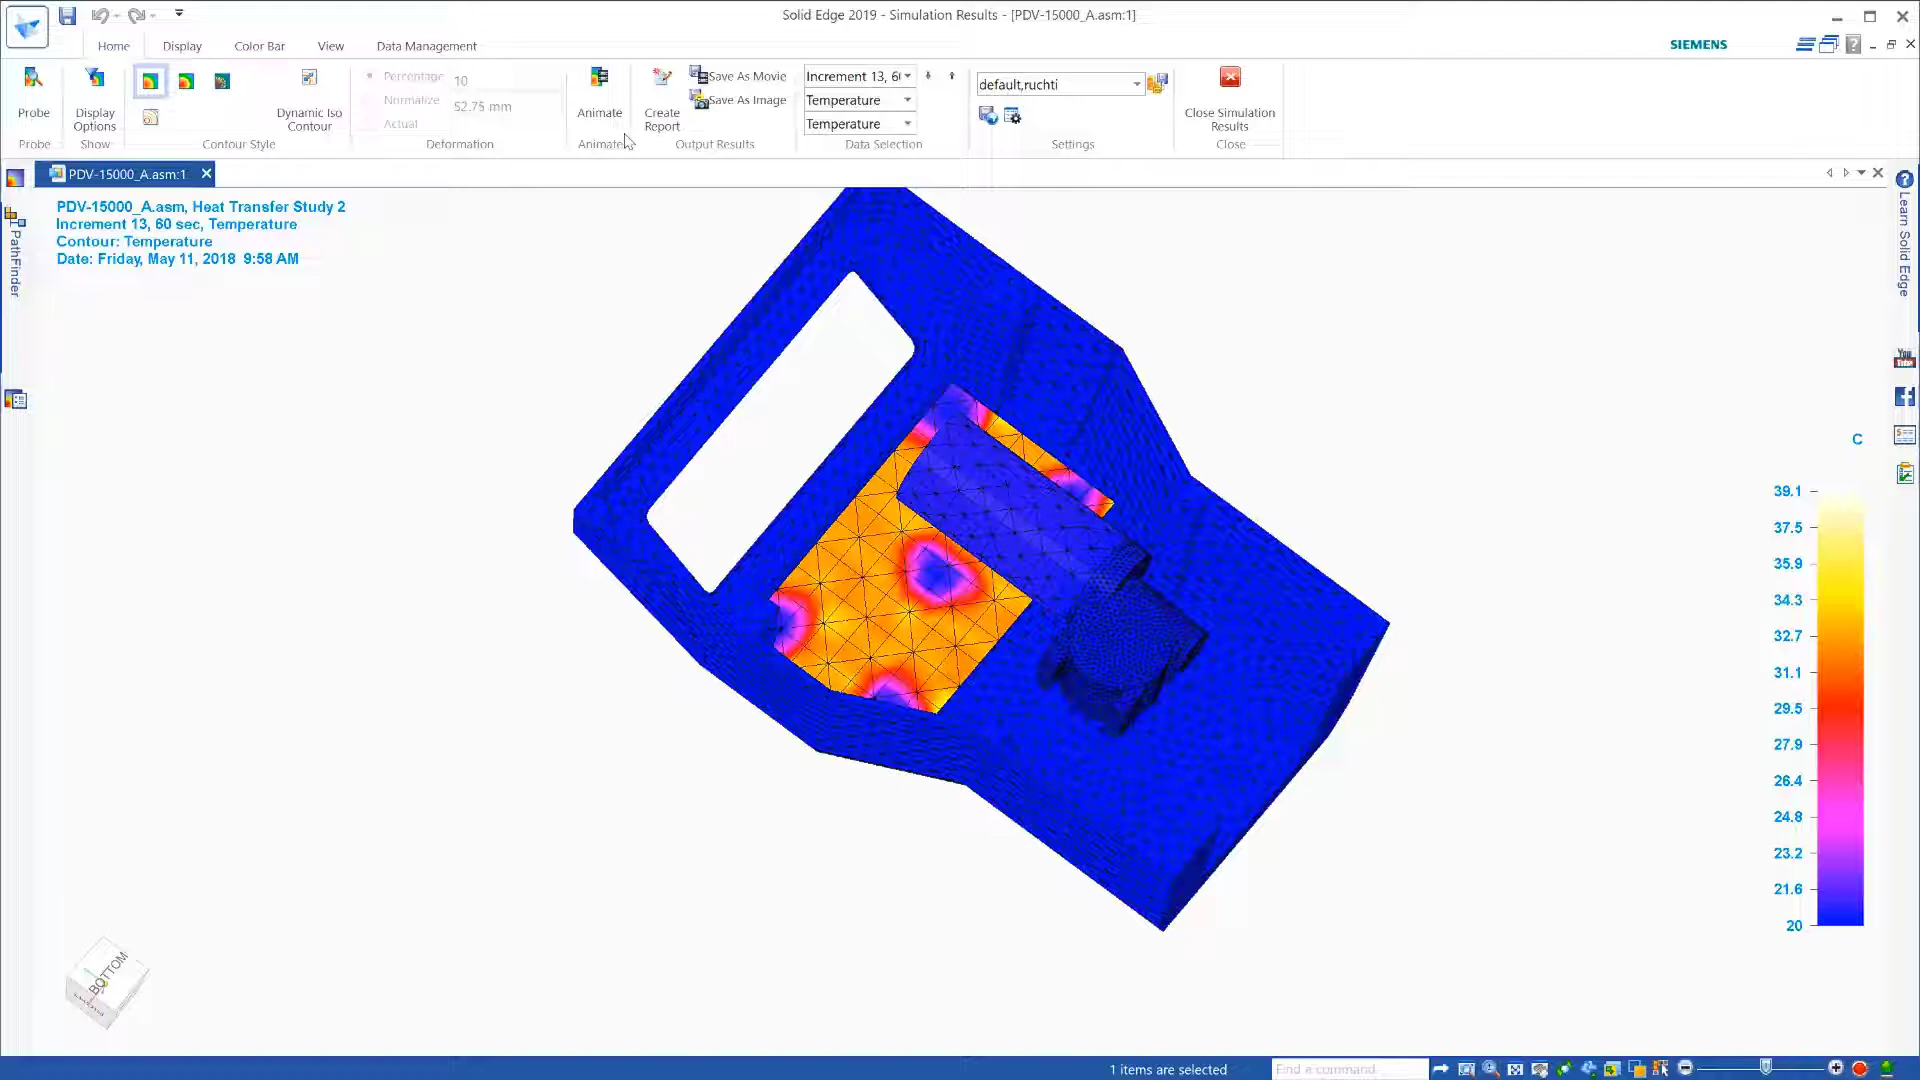 Solid Edge 2019 - Simulation Results - [PDV-15000_A.asm:1]
Home Display Color Bar View Data Management
SIEMENS
Probe
Probe
Display
Options
Show
Dynamic Iso
Contour
Contour Style
Percentage
10
Normalize
52.75 mm
Actual
Deformation
Animate
Animate
Create
Report
Save As Movie
Save As Image
Output Results
Increment 13, 6
Temperature
Temperature
Data Selection
default,ruchti
Settings
Close Simulation
Results
Close
PDV-15000_A.asm:1
PathFinder
Learn Solid Edge
You
Tube
PDV-15000_A.asm, Heat Transfer Study 2
Increment 13, 60 sec, Temperature
Contour: Temperature
Date: Friday, May 11, 2018 9:58 AM
C
39.1
37.5
35.9
34.3
32.7
31.1
29.5
27.9
26.4
24.8
23.2
21.6
20
BOTTOM
1 items are selected
Find a command